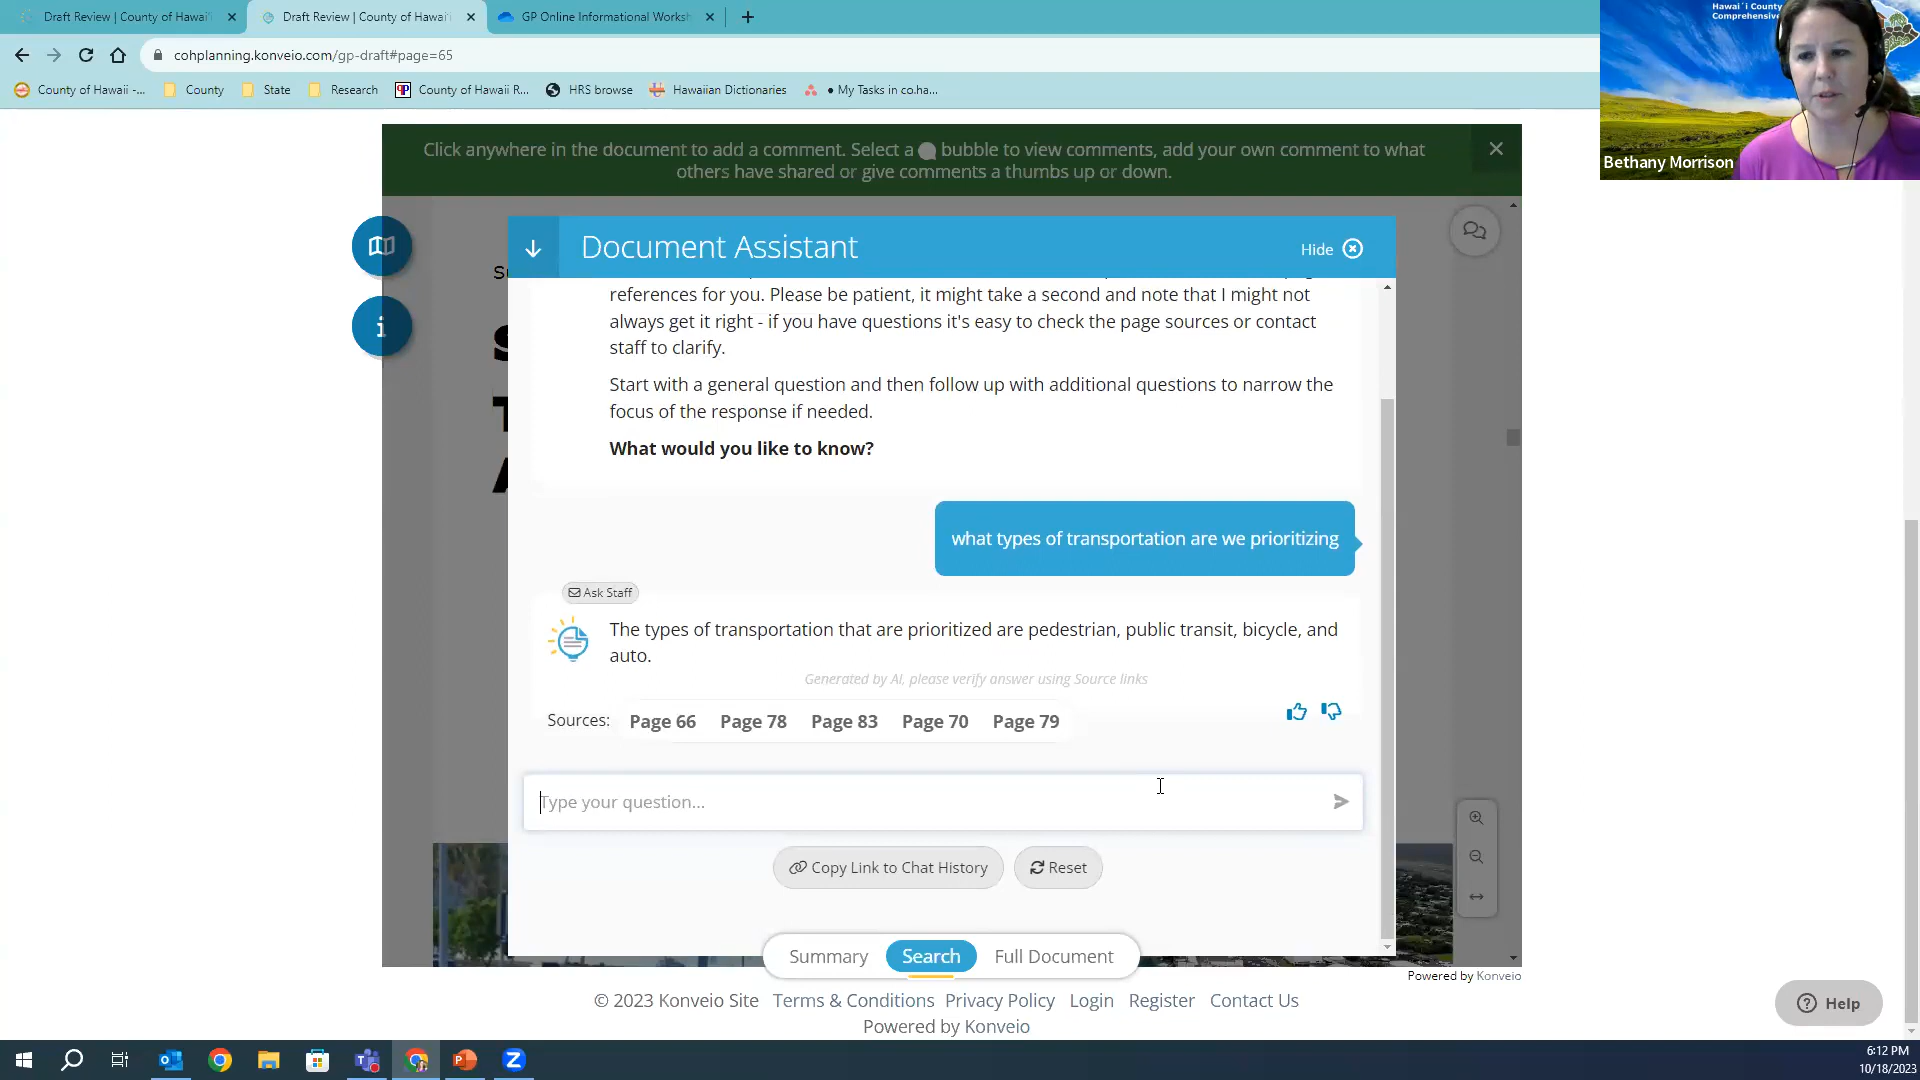 Draft Review | County of Hawai'i
Draft Review | County of Hawai'i
GP Online Informational Worksh
cohplanning.konveio.com/gp-draft#page=65
County of Hawaii -...
County
State
Research
County of Hawaii R...
HRS browse
Hawaiian Dictionaries
• My Tasks in co.ha...
Hawai`i County
Comprehensive
Bethany Morrison
Click anywhere in the document to add a comment. Select a bubble to view comments, add your own comment to what
others have shared or give comments a thumbs up or down.
Document Assistant
Hide
references for you. Please be patient, it might take a second and note that I might not
always get it right - if you have questions it's easy to check the page sources or contact
staff to clarify.
Start with a general question and then follow up with additional questions to narrow the
focus of the response if needed.
What would you like to know?
what types of transportation are we prioritizing
Ask Staff
The types of transportation that are prioritized are pedestrian, public transit, bicycle, and
auto.
Generated by AI, please verify answer using Source links
Sources: Page 66 Page 78 Page 83 Page 70 Page 79
Type your question...
Copy Link to Chat History
Reset
Summary Search Full Document
Powered by Konveio
© 2023 Konveio Site Terms & Conditions Privacy Policy Login Register Contact Us
Powered by Konveio
Help
6:12 PM
10/18/2023